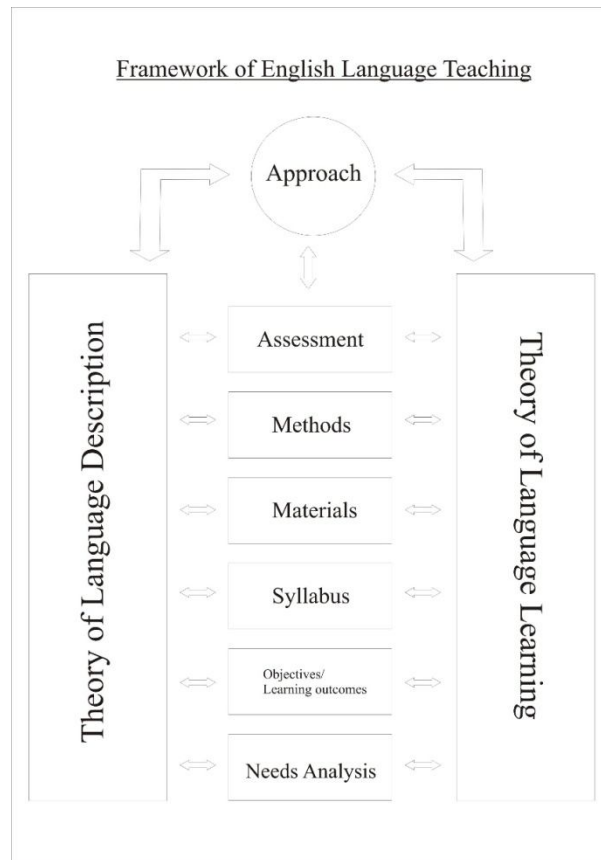 Framework of English Language Teaching
Approach
Theory of Language Description
Assessment
Methods
Materials
Syllabus
Objectives/
Learning outcomes
Needs Analysis
Theory of Language Learning